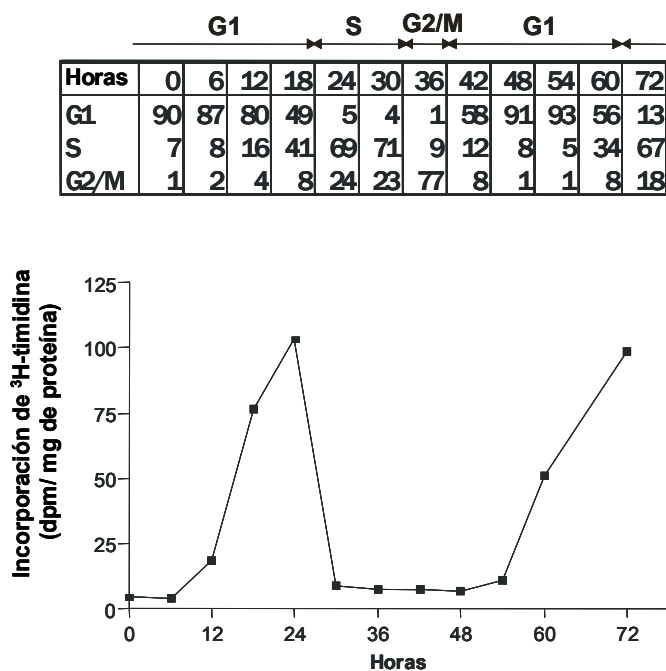 G1 S G2/M G1
Horas 0 6 12 18 24 30 36 42 48 54 60 72
G1 90 87 80 49 5 4 1 58 91 93 56 13
S 7 8 16 41 69 71 9 12 8 5 34 67
G2/M 1 2 4 8 24 23 77 8 1 1 8 18
Incorporación de ³H-timidina
(dpm/ mg de proteína)
125
100
75
50
25
0
0 12 24 36 48 60 72
Horas